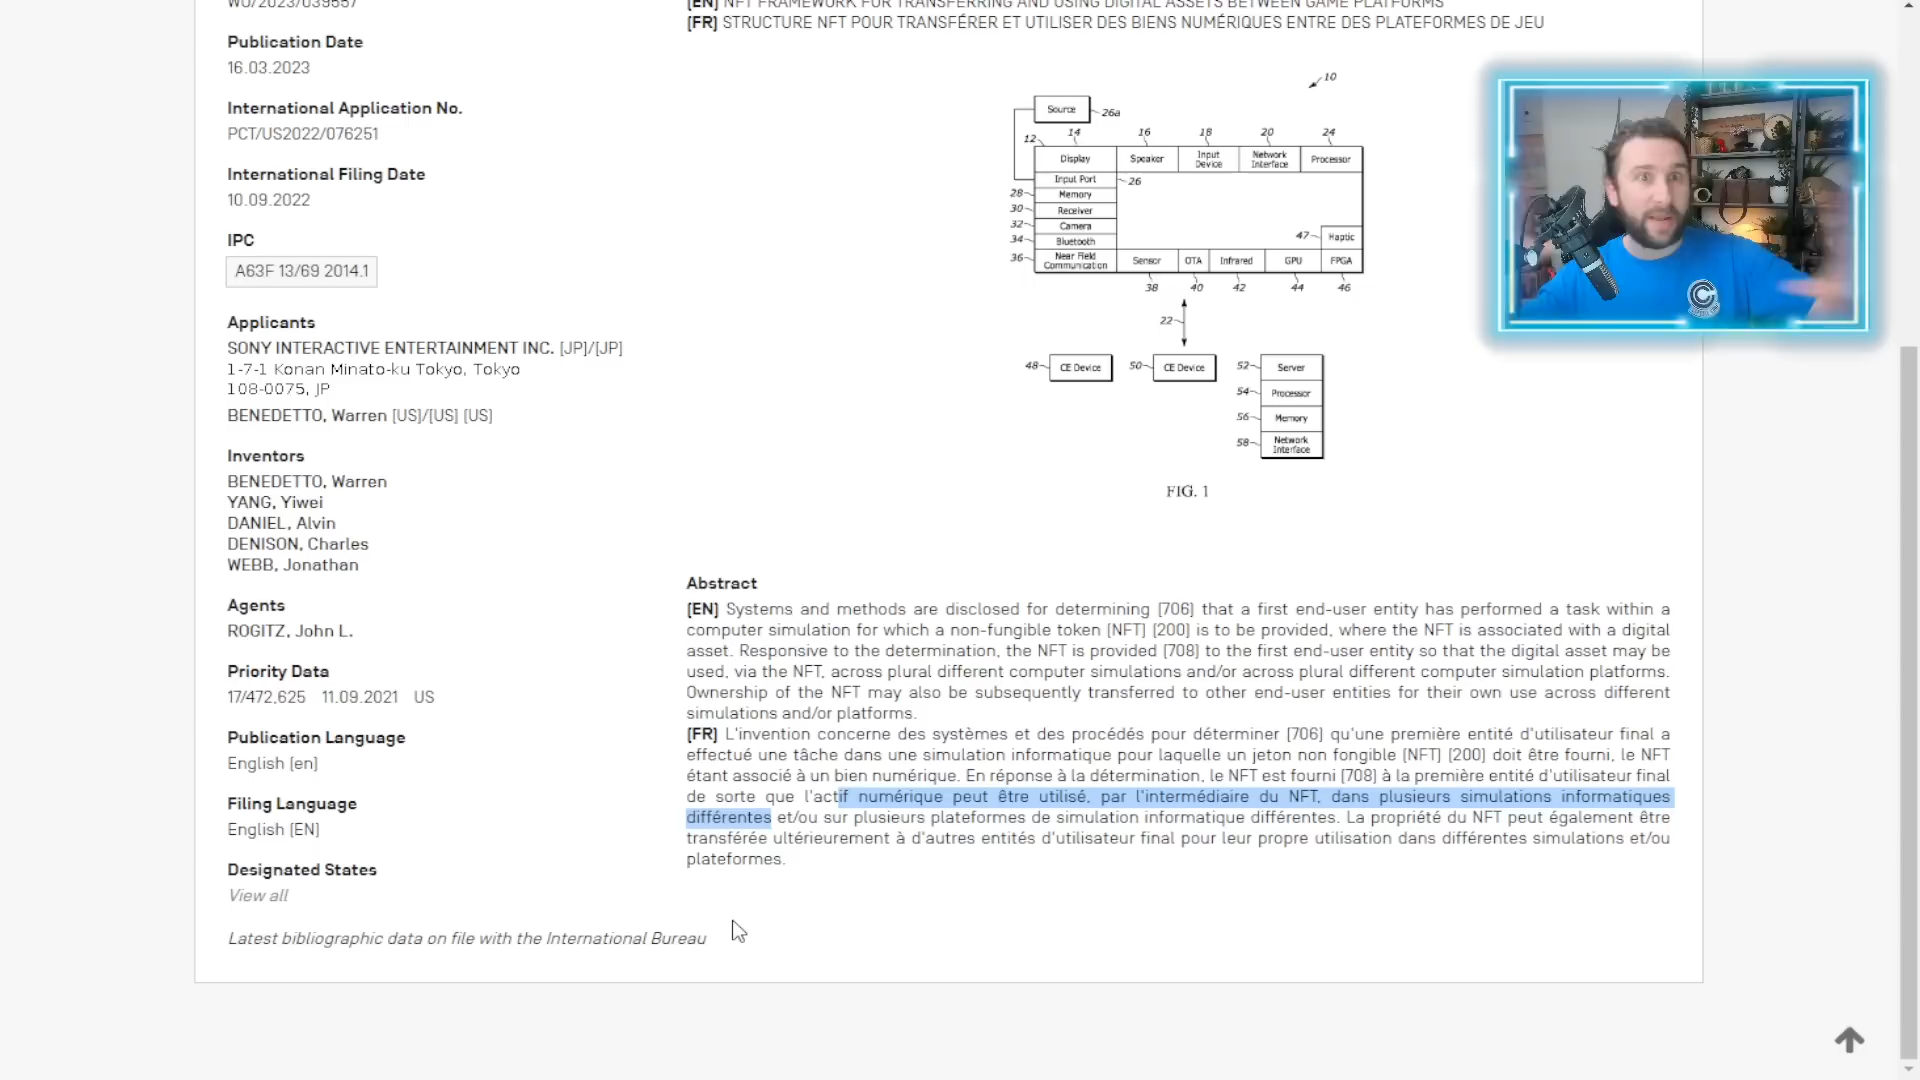 WO/2023/039557
Publication Date
16.03.2023
International Application No.
PCT/US2022/076251
International Filing Date
10.09.2022
IPC
A63F 13/69 2014.1
Applicants
SONY INTERACTIVE ENTERTAINMENT INC. [JP]/[JP]
1-7-1 Konan Minato-ku Tokyo, Tokyo
108-0075, JP
BENEDETTO, Warren [US]/[US] [US]
Inventors
BENEDETTO, Warren
YANG, Yiwei
DANIEL, Alvin
DENISON, Charles
WEBB, Jonathan
Agents
ROGITZ, John L.
Priority Data
17/472,625 11.09.2021 US
Publication Language
English [en]
Filing Language
English [EN]
Designated States
View all
Latest bibliographic data on file with the International Bureau
[EN] NFT FRAMEWORK FOR TRANSFERRING AND USING DIGITAL ASSETS BETWEEN GAME PLATFORMS
[FR] STRUCTURE NFT POUR TRANSFÉRER ET UTILISER DES BIENS NUMÉRIQUES ENTRE DES PLATEFORMES DE JEU
10
Source
26a
12 14 16 18 20 24
Display
Speaker
Input
Device
Network
Interface
Processor
Input Port
26
28
Memory
30
Receiver
32
Camera
34
Bluetooth
36
Near Field
Communication
47
Haptic
Sensor
OTA
Infrared
GPU
FPGA
38 40 42 44 46
22
48
CE Device
50
CE Device
52
Server
54
Processor
56
Memory
58
Network
Interface
FIG. 1
Abstract
[EN] Systems and methods are disclosed for determining [706] that a first end-user entity has performed a task within a
computer simulation for which a non-fungible token [NFT] [200] is to be provided, where the NFT is associated with a digital
asset. Responsive to the determination, the NFT is provided [708] to the first end-user entity so that the digital asset may be
used, via the NFT, across plural different computer simulations and/or across plural different computer simulation platforms.
Ownership of the NFT may also be subsequently transferred to other end-user entities for their own use across different
simulations and/or platforms.
[FR] L'invention concerne des systèmes et des procédés pour déterminer [706] qu'une première entité d'utilisateur final a
effectué une tâche dans une simulation informatique pour laquelle un jeton non fongible [NFT] [200] doit être fourni, le NFT
étant associé à un bien numérique. En réponse à la détermination, le NFT est fourni [708] à la première entité d'utilisateur final
de sorte que l'actif numérique peut être utilisé, par l'intermédiaire du NFT, dans plusieurs simulations informatiques
différentes et/ou sur plusieurs plateformes de simulation informatique différentes. La propriété du NFT peut également être
transférée ultérieurement à d'autres entités d'utilisateur final pour leur propre utilisation dans différentes simulations et/ou
plateformes.